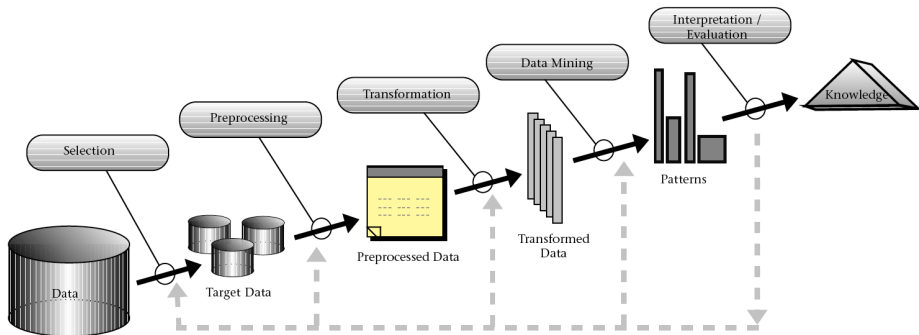 Interpretation /
Evaluation
Data Mining
Transformation
Preprocessing
Selection
Data
Target Data
Preprocessed Data
Transformed
Data
Patterns
Knowledge